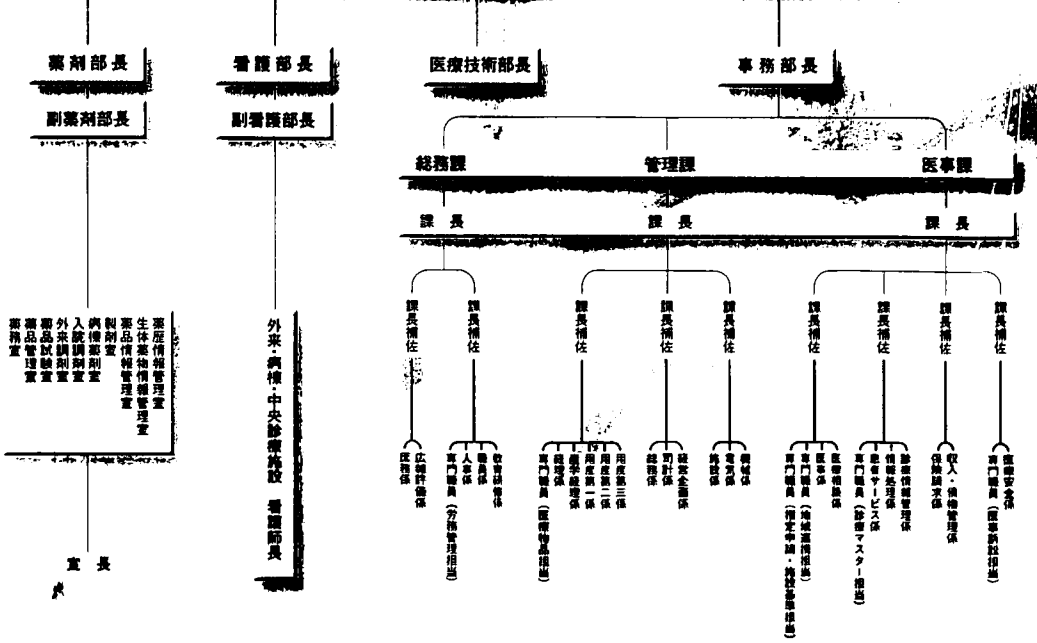 薬剤部長
看護部長
医療技術部長
事務部長
副薬剤部長
副看護部長
総務課
管理課
医事課
課長
課長
課長
課長補佐
課長補佐
課長補佐
課長補佐
課長補佐
課長補佐
課長補佐
課長補佐
課長補佐
薬歴情報管理室
生体薬物情報管理室
薬品情報管理室
製剤室
病棟薬剤室
入院調剤室
外来調剤室
薬品試験室
薬品管理室
薬務室
室長
外来・病棟・中央診療施設 看護師長
広報評価係
庶務係
教育研修係
職員係
人事係
専門職員(労務管理担当)
用度第三係
用度第二係
用度第一係
産学経理係
経理係
専門職員(医療物品担当)
経営企画係
司計係
総務係
機械係
電気係
施設係
医療相談係
医事係
専門職員(地域連携担当)
専門職員(指定申請・施設基準担当)
診療情報管理係
情報処理係
患者サービス係
専門職員(診療マスター担当)
収入・債権管理係
保険請求係
医療安全係
専門職員(医事訴訟担当)